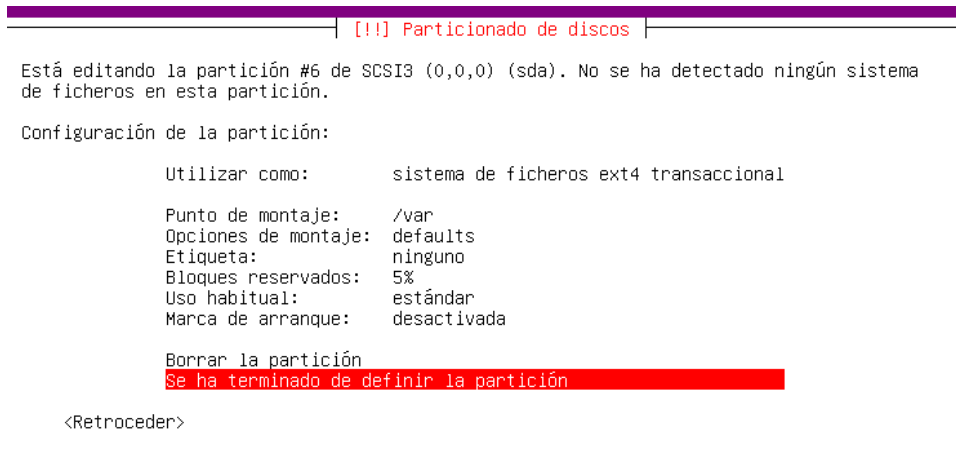 [!!] Particionado de discos
Está editando la partición #6 de SCSI3 (0,0,0) (sda). No se ha detectado ningún sistema
de ficheros en esta partición.
Configuración de la partición:
Utilizar como: sistema de ficheros ext4 transaccional
Punto de montaje: /var
Opciones de montaje: defaults
Etiqueta: ninguno
Bloques reservados: 5%
Uso habitual: estándar
Marca de arranque: desactivada
Borrar la partición
Se ha terminado de definir la partición
<Retroceder>